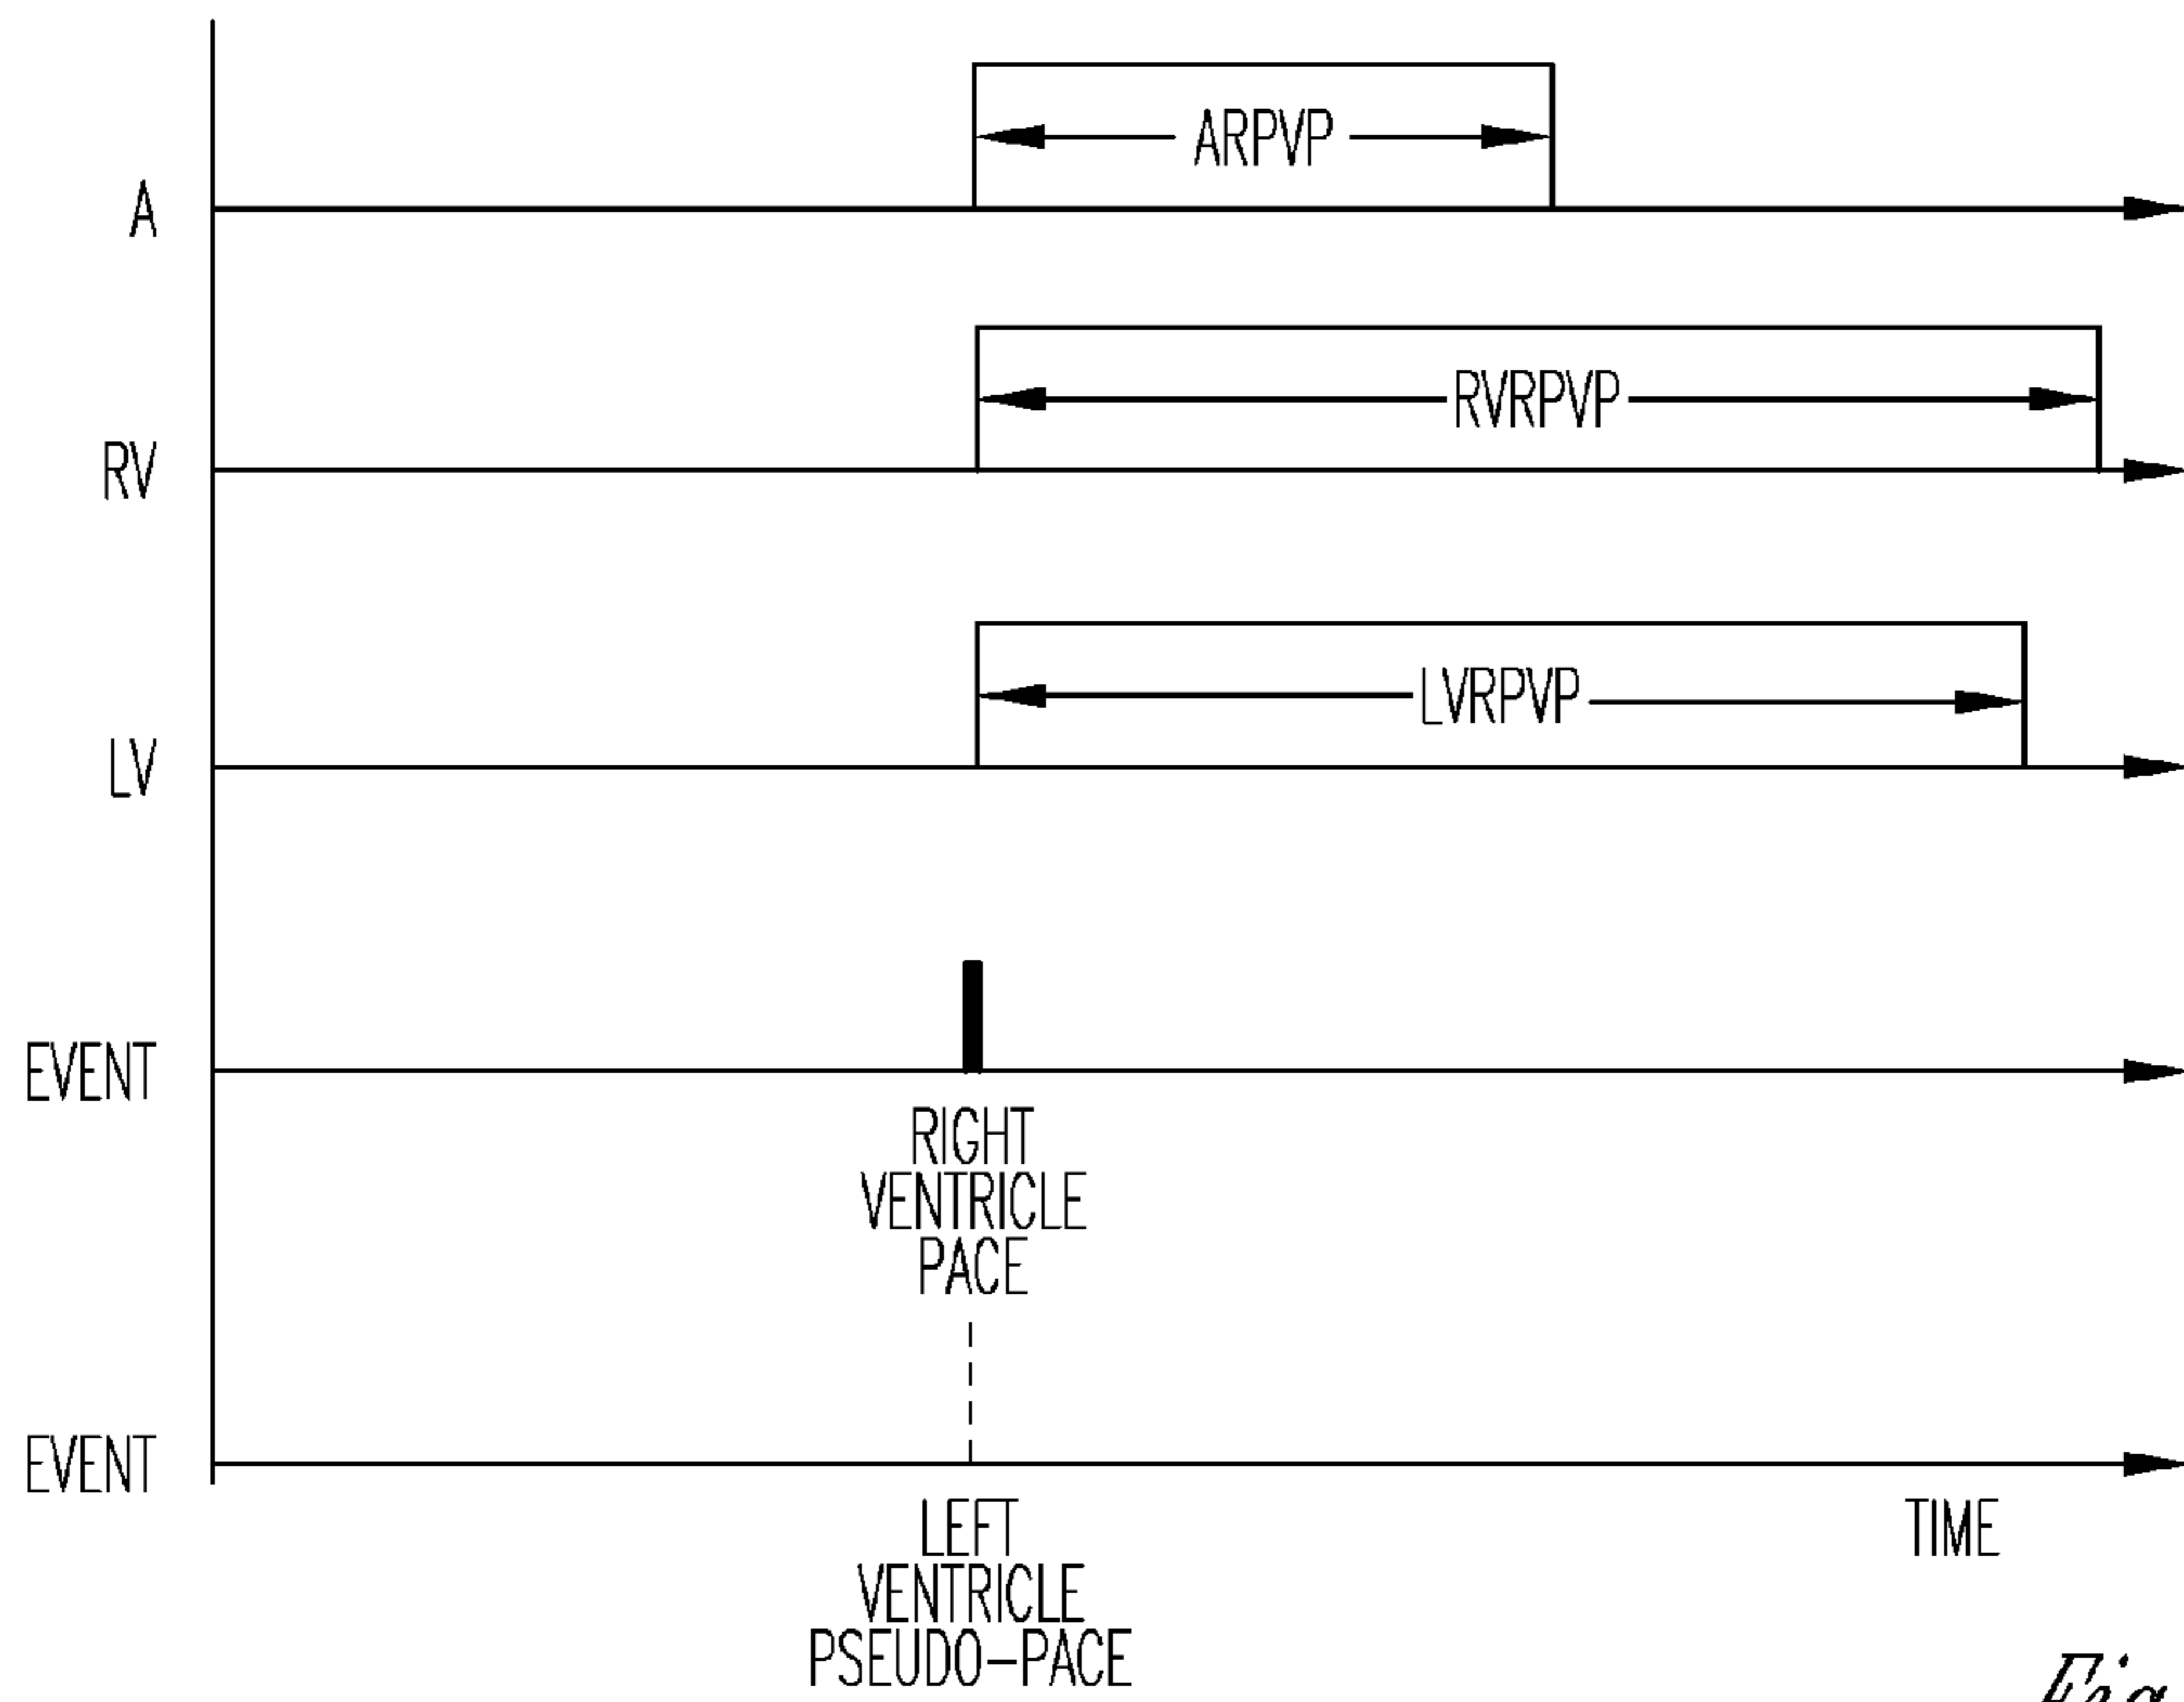 ARPVP
A
RVRPVP
RV
LVRPVP
LV
EVENT
RIGHT
VENTRICLE
PACE
EVENT
LEFT
VENTRICLE
PSEUDO-PACE
TIME